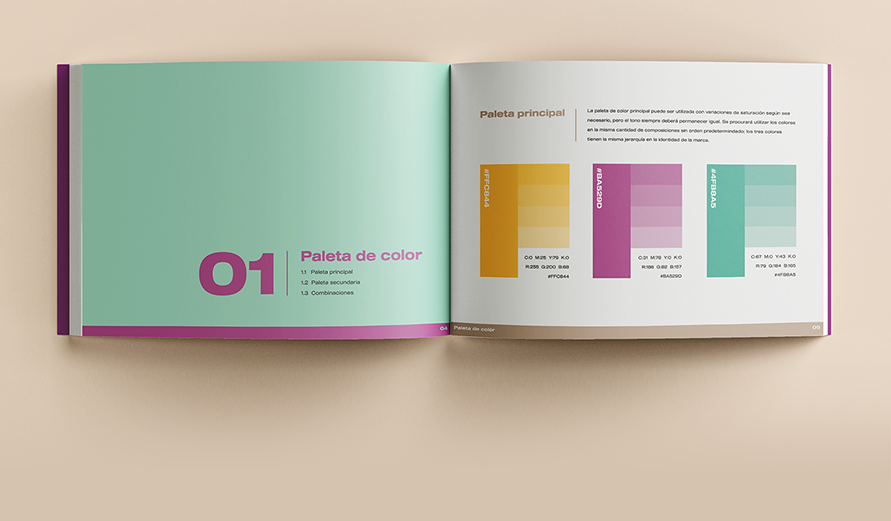 01
Paleta de color
1.1 Paleta principal
1.2 Paleta secundaria
1.3 Combinaciones
04
Paleta principal
La paleta de color principal puede ser utilizada con variaciones de saturación según sea
necesario, pero el tono siempre deberá permanecer igual. Se procurará utilizar los colores
en la misma cantidad de composiciones sin orden predeterminado; los tres colores
tienen la misma jerarquía en la identidad de la marca.
#FFC844
C:0 M:25 Y:79 K:0
R:255 G:200 B:68
#FFC844
#BA529D
C:31 M:78 Y:0 K:0
R:186 G:82 B:157
#BA529D
#4FB8A5
C:67 M:0 Y:43 K:0
R:79 G:184 B:165
#4FB8A5
Paleta de color
05